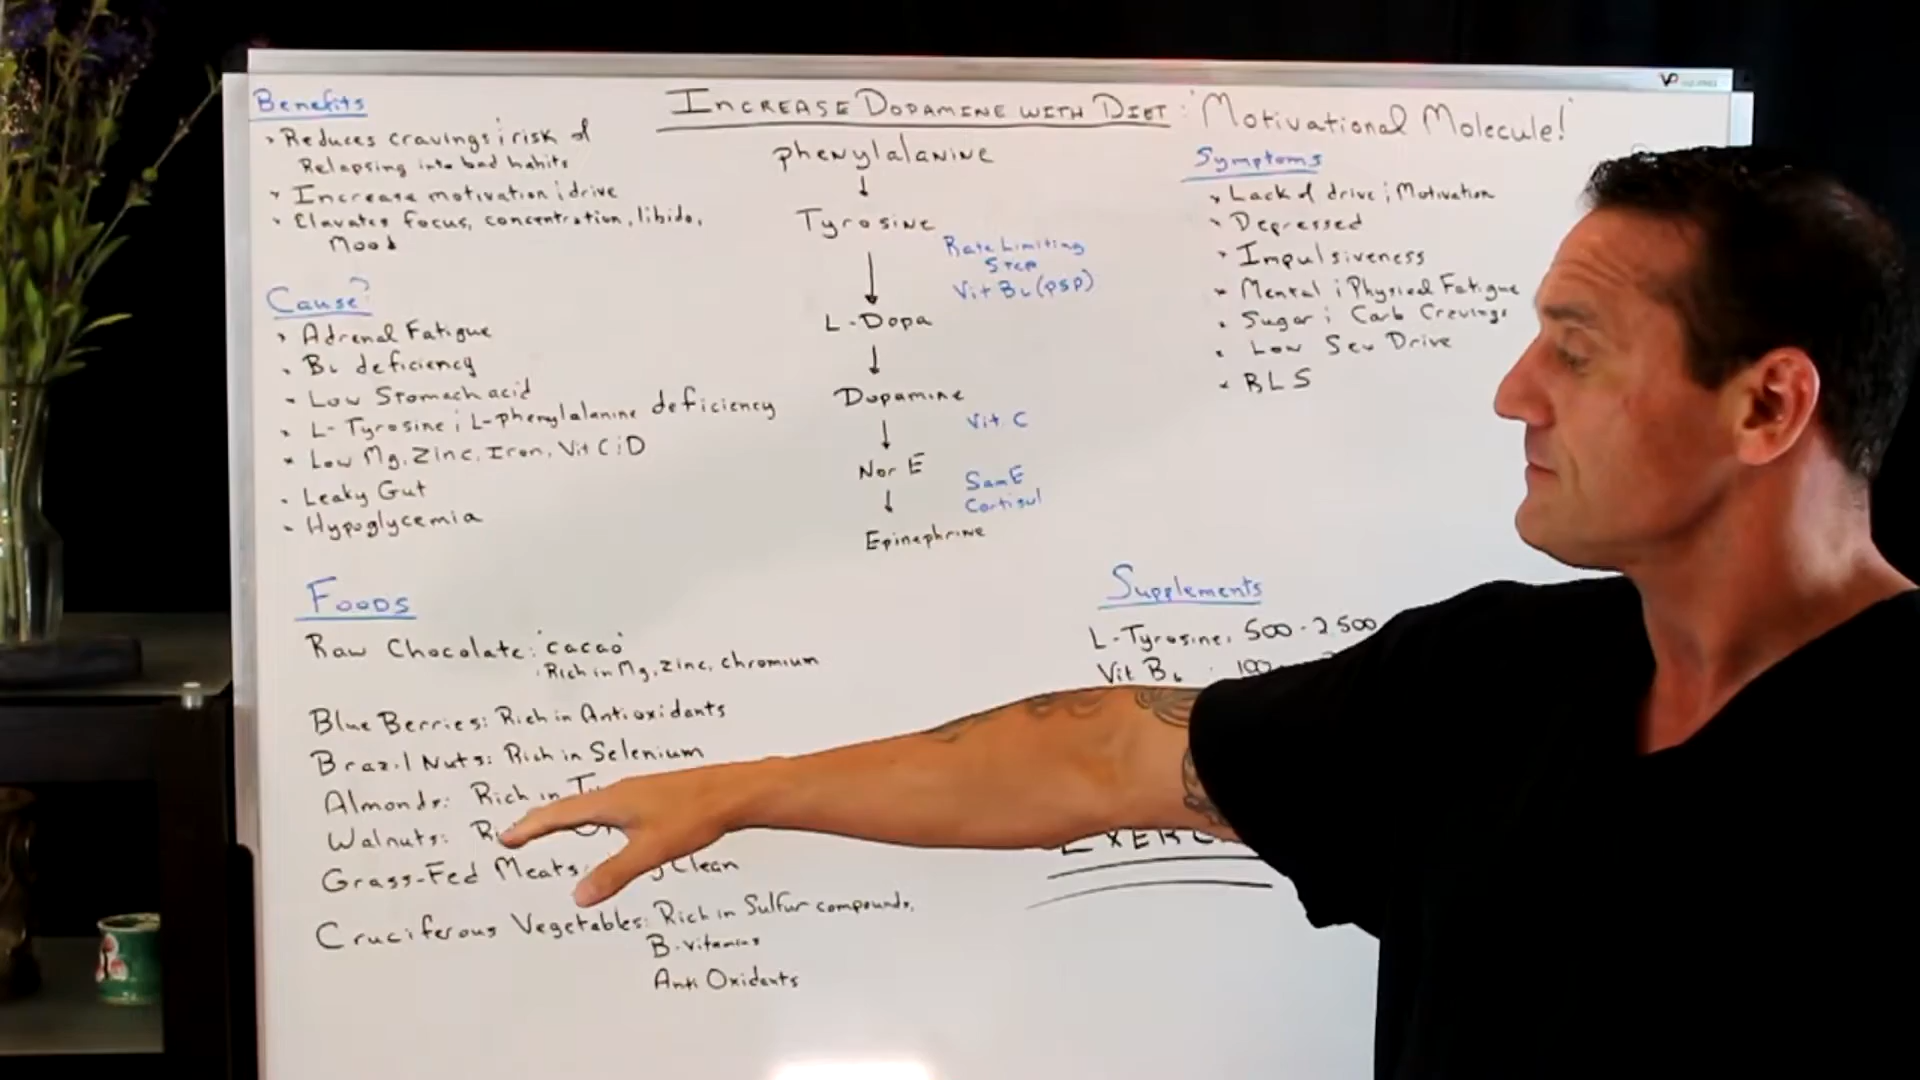 INCREASE DOPAMINE WITH DIET: "Motivational Molecule!"
Benefits
Reduces cravings; risk of
Relapsing into bad habits
Increase motivation; drive
Elavates focus, concentration, libido,
Mood
Cause?
Adrenal Fatigue
B6 deficiency
Low Stomach acid
L-Tyrosine; L-phenylalanine deficiency
Low Mg, Zinc, Iron, Vit C; D
Leaky Gut
Hypoglycemia
phenylalanine
↓
Tyrosine
↓
Rate Limiting
Step
Vit B6 (p5p)
L-Dopa
↓
Dopamine
↓
Vit C
Nor E
↓
SamE
Cortisol
Epinephrine
Symptoms
Lack of drive; Motivation
Depressed
Impulsiveness
Mental; Physical Fatigue
Sugar; Carb Cravings
Low Sex Drive
RLS
FOODS
Raw Chocolate: "cacao"
Rich in Mg, Zinc, chromium
Blue Berries: Rich in Antioxidants
Brazil Nuts: Rich in Selenium
Almonds: Rich in
Walnuts:
Grass-Fed Meats: Clean
Cruciferous Vegetables: Rich in Sulfur compounds,
B-vitamins
Anti Oxidants
Supplements
L-Tyrosine: 500-2,500
Vit B6: 100